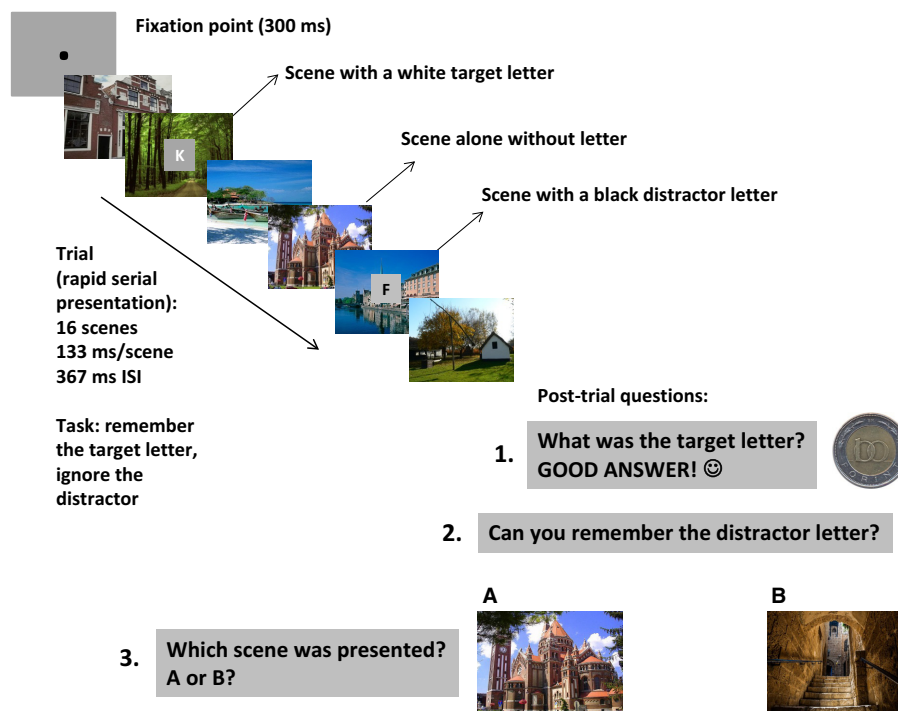 Fixation point (300 ms)
Scene with a white target letter
K
Scene alone without letter
Scene with a black distractor letter
F
Trial
(rapid serial
presentation):
16 scenes
133 ms/scene
367 ms ISI
Task: remember
the target letter,
ignore the
distractor
Post-trial questions:
1.
What was the target letter?
GOOD ANSWER! ☺
100
FORINT
2.
Can you remember the distractor letter?
A
B
3.
Which scene was presented?
A or B?